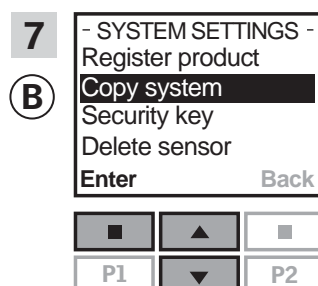 7
B
- SYSTEM SETTINGS -
Register product
Copy system
Security key
Delete sensor
Enter Back
P1 P2